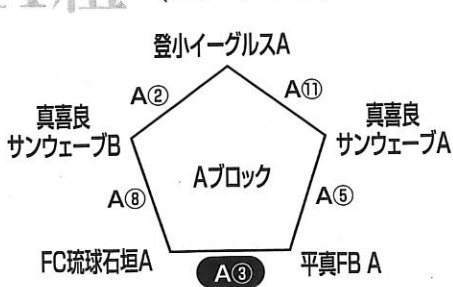 登小イーグルスA
A②
A⑪
真喜良
サンウェーブB
真喜良
サンウェーブA
Aブロック
A⑧
A⑤
FC琉球石垣A
A③
平真FB A